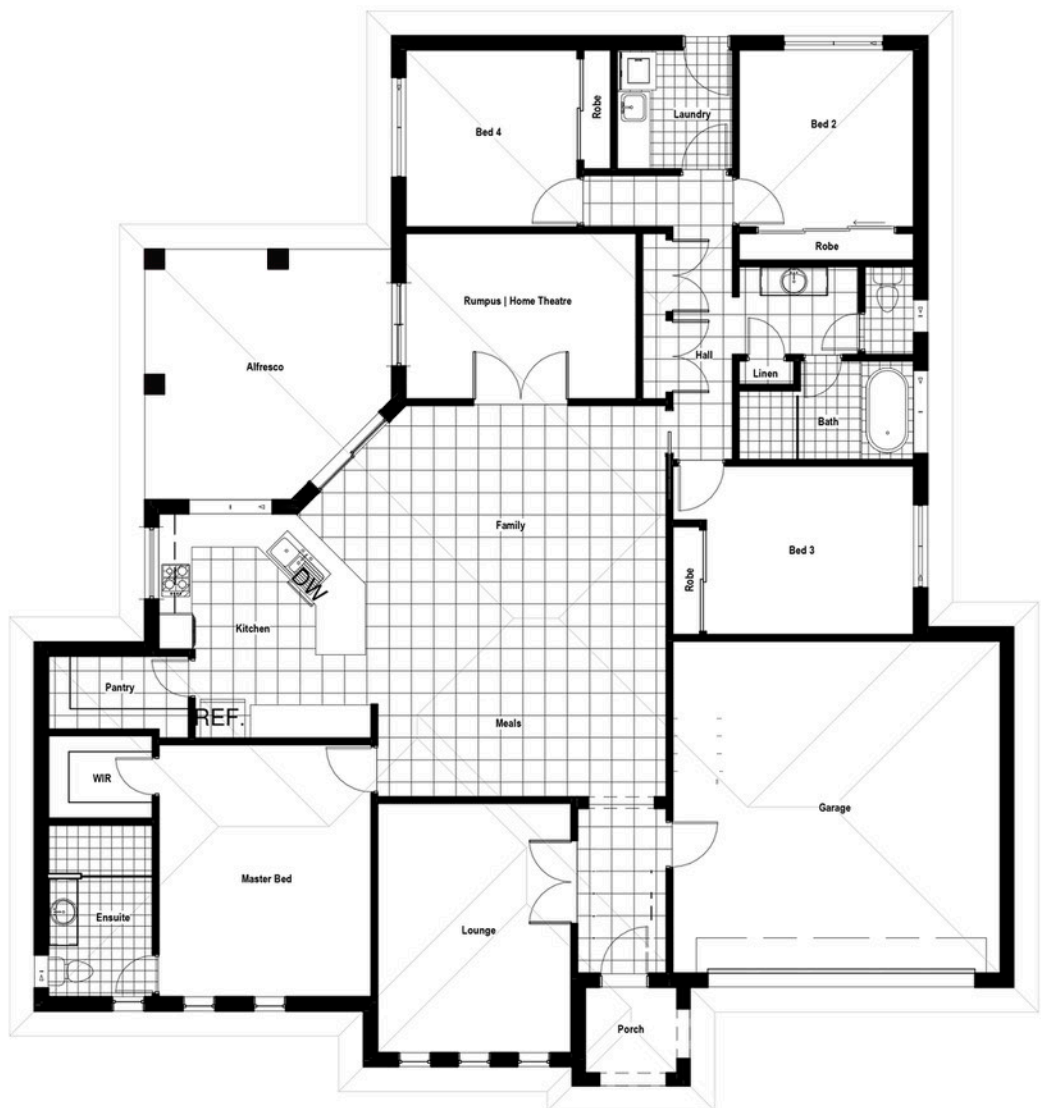 Bed 4
Robe
Laundry
Bed 2
Robe
Rumpus | Home Theatre
Hall
Linen
Bath
Alfresco
Family
Bed 3
Robe
DW
Kitchen
Pantry
REF.
Meals
WIR
Garage
Master Bed
Ensuite
Lounge
Porch